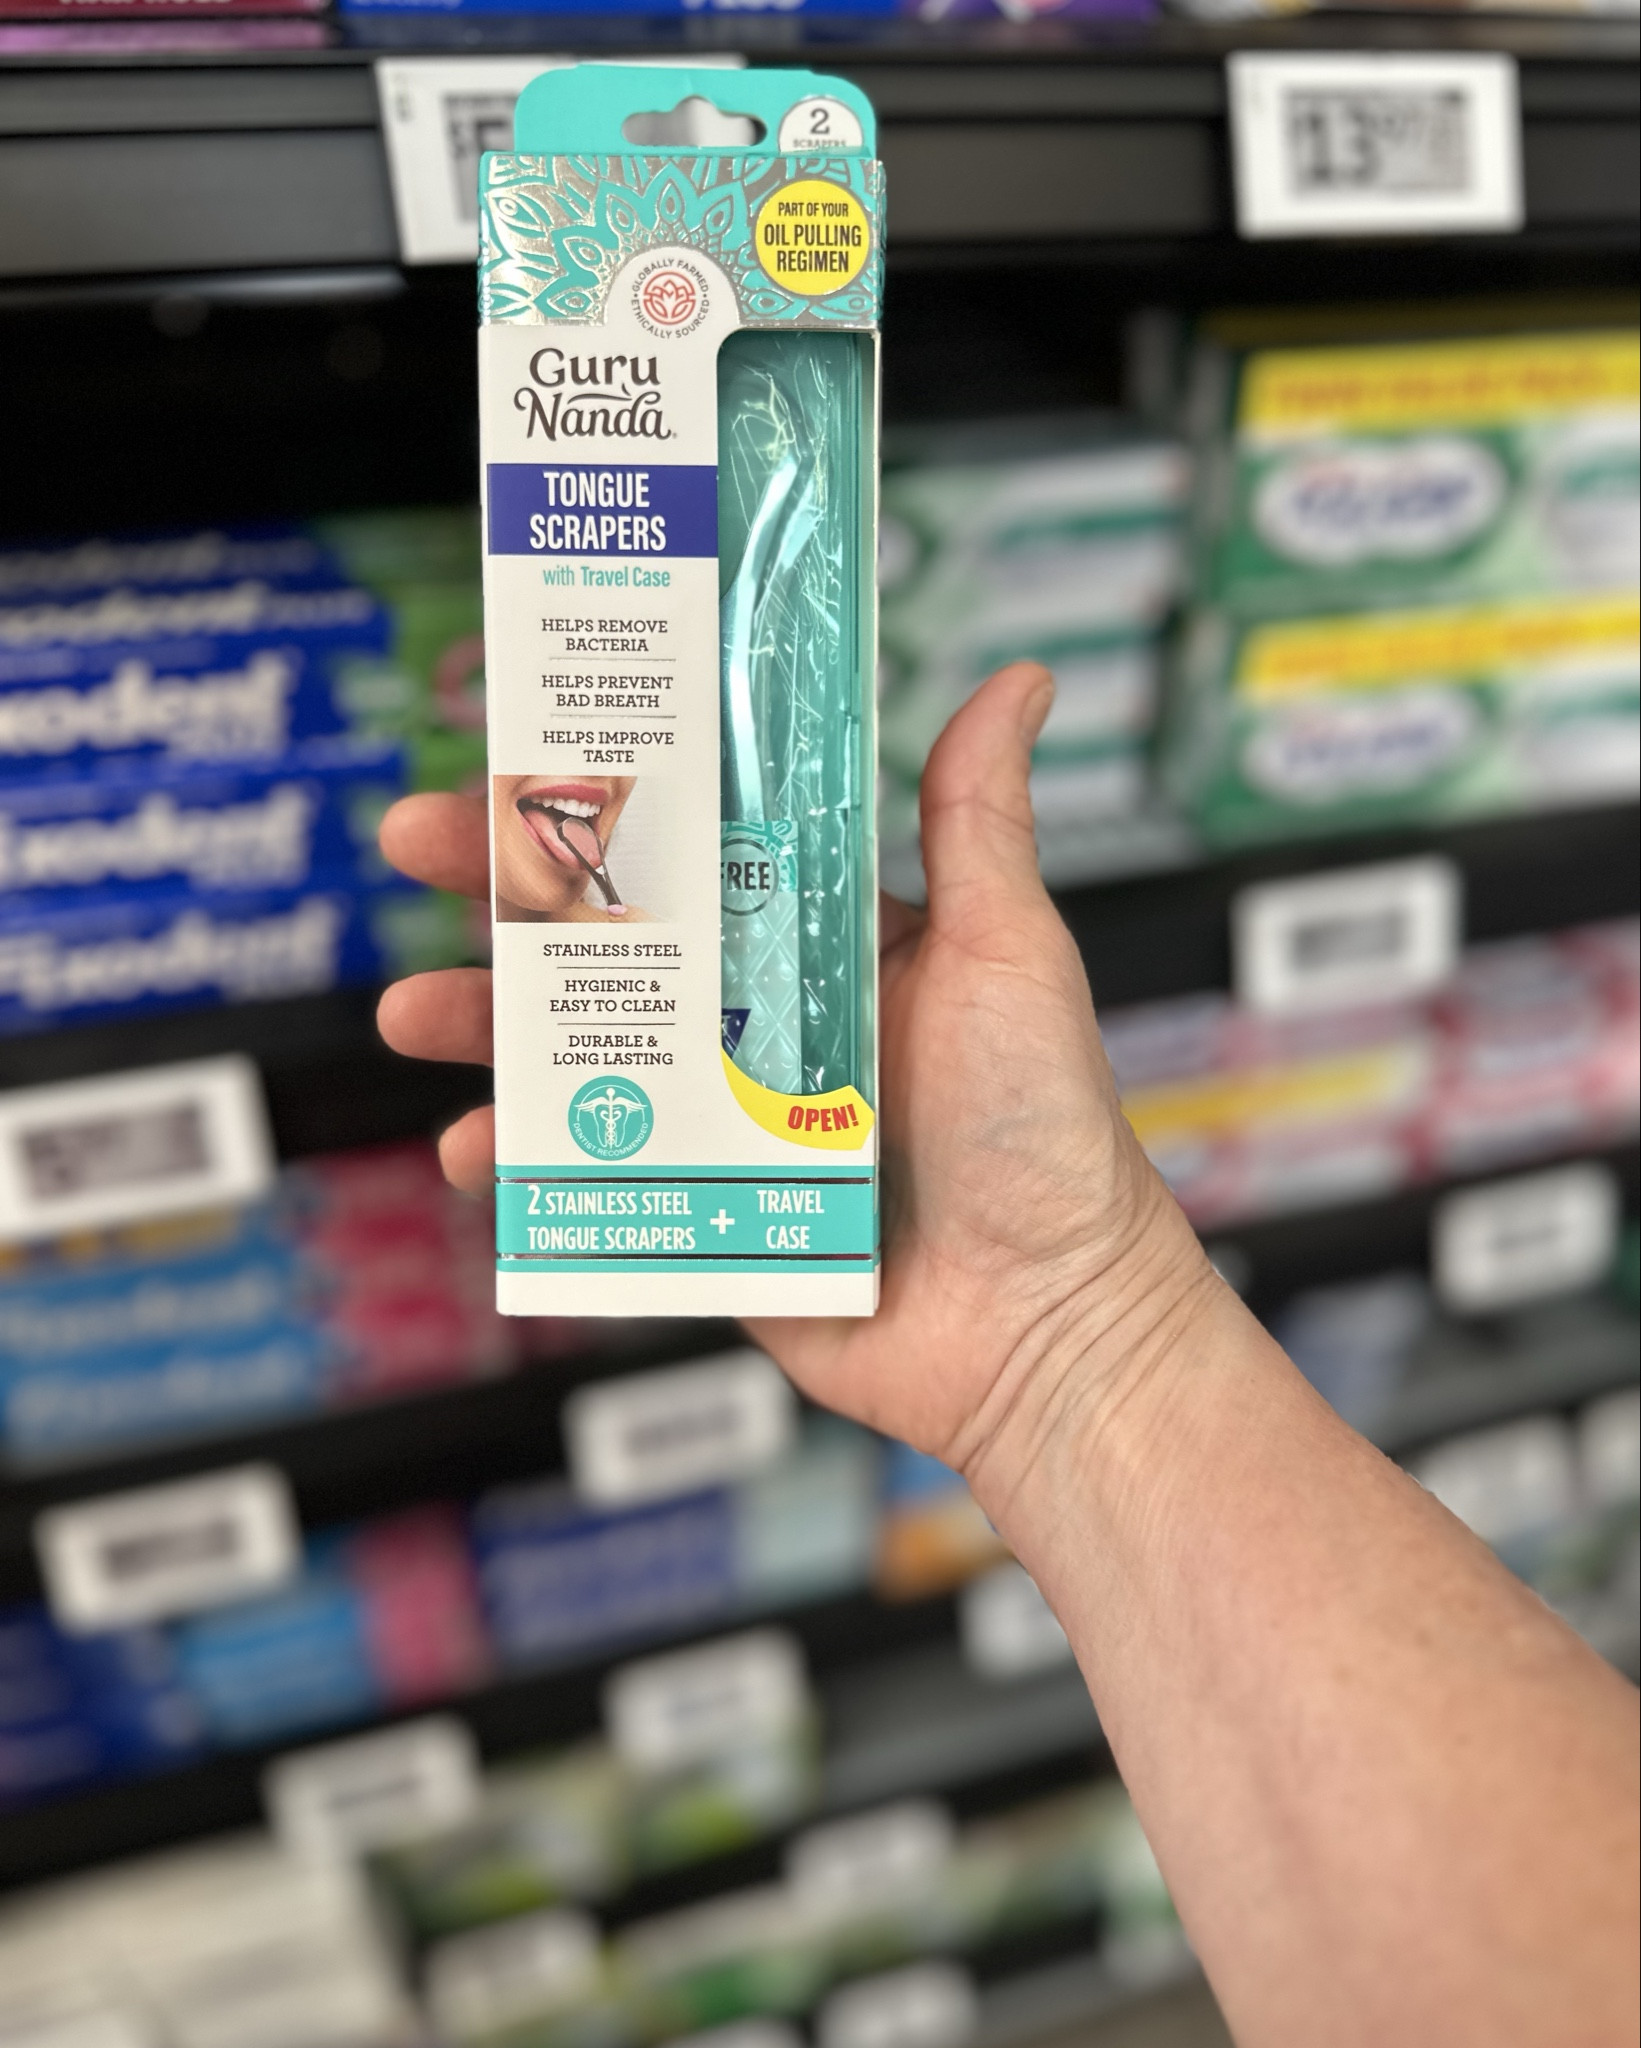 2
SCRAPERS
PART OF YOUR
OIL PULLING
REGIMEN
GLOBALLY FARMED • ETHICALLY SOURCED •
Guru
Nanda
TONGUE
SCRAPERS
with Travel Case
HELPS REMOVE
BACTERIA
HELPS PREVENT
BAD BREATH
HELPS IMPROVE
TASTE
FREE
STAINLESS STEEL
HYGIENIC &
EASY TO CLEAN
DURABLE &
LONG LASTING
OPEN!
DENTIST RECOMMENDED
2 STAINLESS STEEL
TONGUE SCRAPERS
+
TRAVEL
CASE